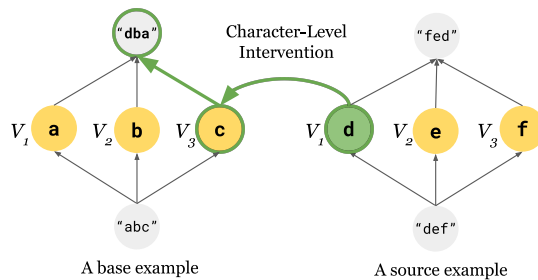 "dba"
Character-Level
Intervention
"fed"
V1 a
V2 b
V3 c
V1 d
V2 e
V3 f
"abc"
"def"
A base example
A source example